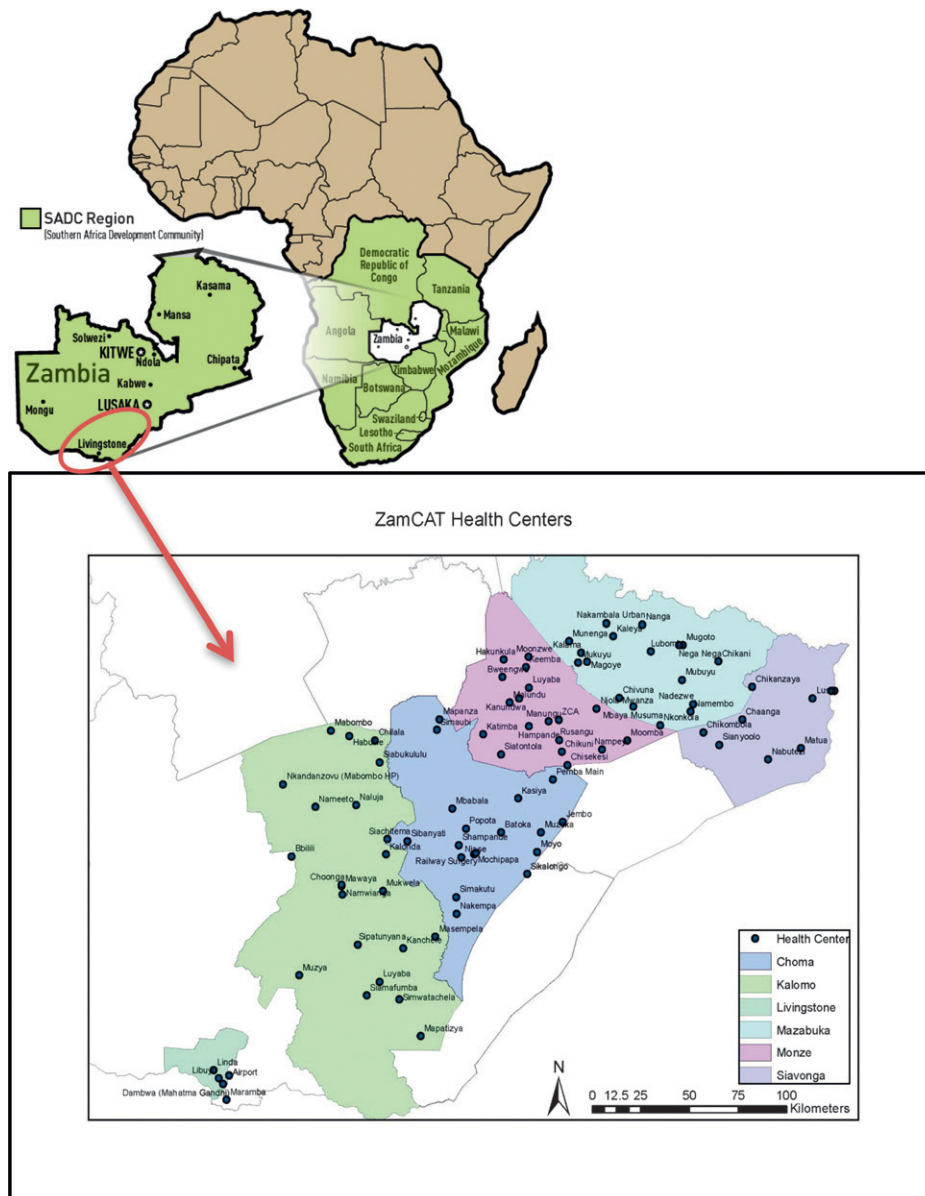 SADC Region
(Southern Africa Development Community)
Democratic
Republic of
Congo
Tanzania
Angola
Zambia
Malawi
Mozambique
Zimbabwe
Namibia
Botswana
Swaziland
Lesotho
South Africa
Kasama
Mansa
Solwezi
KITWE
Ndola
Chipata
Zambia
Kabwe
Mongu
LUSAKA
Livingstone
ZamCAT Health Centers
Nakambala Urban
Nanga
Munenga
Kaleya
Mugoto
Kalama
Lubombo
Mukuyu
Nega Nega
Chikani
Magoye
Mubuyu
Chikanzaya
Hakunkula
Moonzwe
Keemba
Bweengwa
Luyaba
Malundu
Kanundwa
Chivuna
Njola Mwanza
Nadezwe
Namembo
Mapanza
Simaubi
Manungu
ZCA
Mbaya Musuma
Nkonkola
Chikombola
Chaanga
Katimba
Hampande
Rusangu
Moomba
Sianyoolo
Matua
Siatontola
Chikuni
Nampeyo
Nabutezi
Chisekesi
Pemba Main
Mabombo
Chilala
Habulile
Siabukululu
Nkandanzovu (Mabombo HP)
Nameeto
Naluja
Mbabala
Kasiya
Jembo
Popota
Batoka
Muzoka
Siachitema
Sibanyati
Shampande
Njase
Moyo
Kalonda
Railway Surgery
Mochipapa
Bbilili
Sikalongo
Choonga
Mawaya
Mukwela
Namwianga
Simakutu
Nakempa
Masempela
Sipatunyana
Kanchele
Muzya
Luyaba
Siamafumba
Simwatachela
Mapatizya
Linda
Libuyu
Airport
Dambwa (Mahatma Gandhi)
Maramba
Health Center
Choma
Kalomo
Livingstone
Mazabuka
Monze
Siavonga
N
0 12.5 25 50 75 100
Kilometers